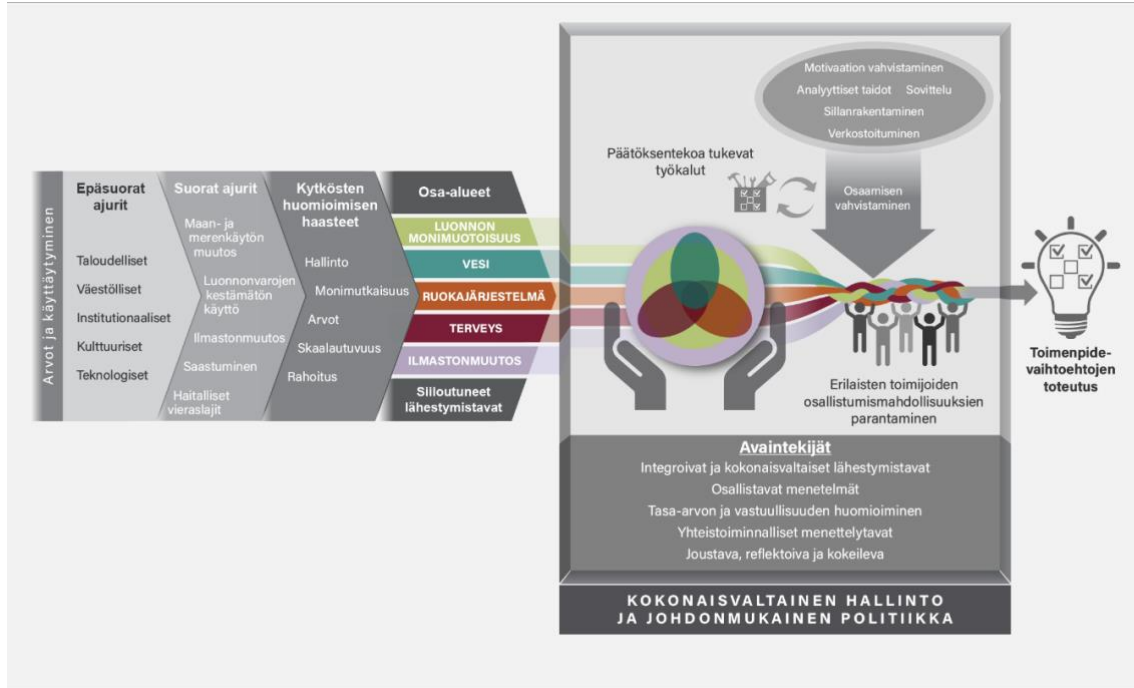 Arvot ja käyttäytyminen
Epäsuorat
ajurit
Taloudelliset
Väestölliset
Institutionaaliset
Kulttuuriset
Teknologiset
Suorat ajurit
Maan- ja
merenkäytön
muutos
Luonnonvarojen
kestämätön
käyttö
Ilmastonmuutos
Saastuminen
Haitalliset
vieraslajit
Kytkösten
huomioimisen
haasteet
Hallinto
Monimutkaisuus
Arvot
Skaalautuvuus
Rahoitus
Osa-alueet
LUONNON
MONIMUOTOISUUS
VESI
RUOKAJÄRJESTELMÄ
TERVEYS
ILMASTONMUUTOS
Siiloutuneet
lähestymistavat
Päätöksentekoa tukevat
työkalut
Motivaation vahvistaminen
Analyyttiset taidot Sovittelu
Sillanrakentaminen
Verkostoituminen
Osaamisen
vahvistaminen
Erilaisten toimijoiden
osallistumismahdollisuuksien
parantaminen
Avaintekijät
Integroivat ja kokonaisvaltaiset lähestymistavat
Osallistavat menetelmät
Tasa-arvon ja vastuullisuuden huomioiminen
Yhteistoiminnalliset menettelytavat
Joustava, reflektoiva ja kokeileva
KOKONAISVALTAINEN HALLINTO
JA JOHDONMUKAINEN POLITIIKKA
Toimenpide-
vaihtoehtojen
toteutus